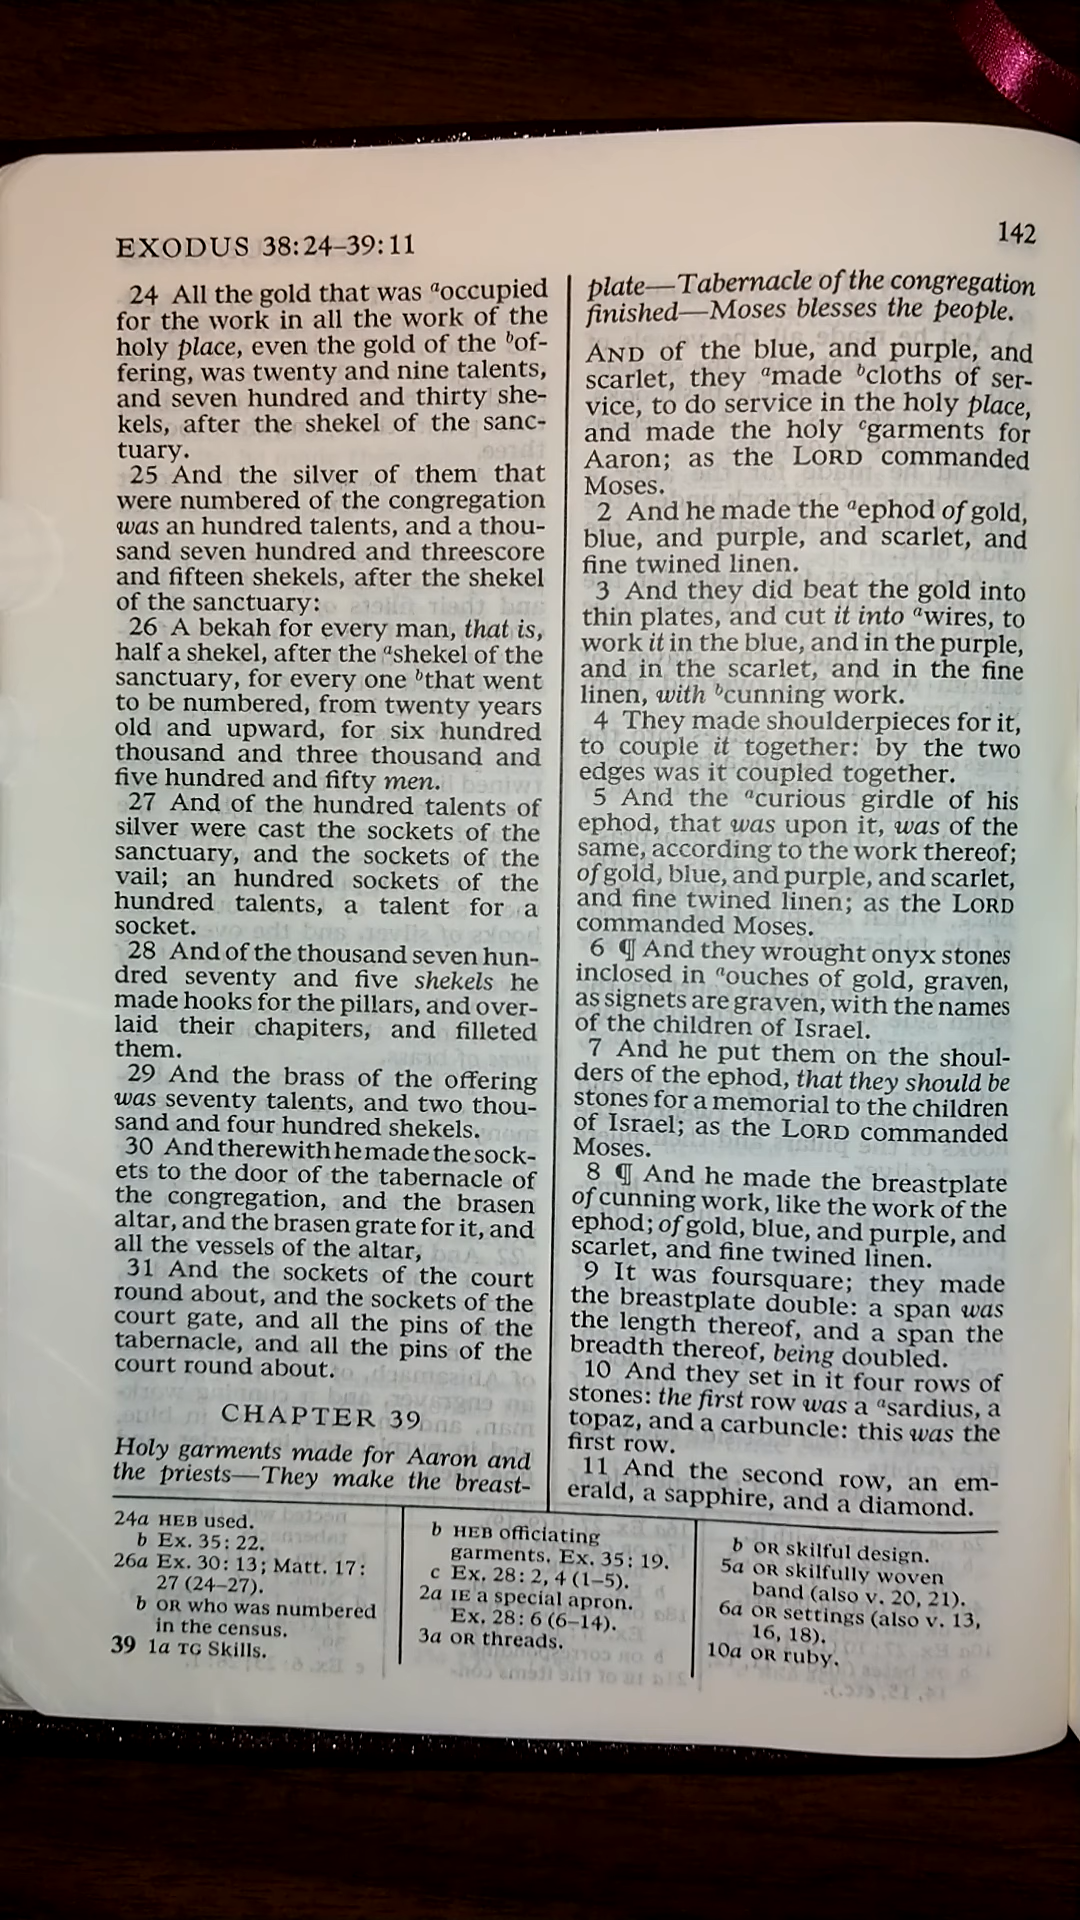 EXODUS 38:24–39:11
142
24 All the gold that was aoccupied
for the work in all the work of the
holy place, even the gold of the bof-
fering, was twenty and nine talents,
and seven hundred and thirty she-
kels, after the shekel of the sanc-
tuary.
25 And the silver of them that
were numbered of the congregation
was an hundred talents, and a thou-
sand seven hundred and threescore
and fifteen shekels, after the shekel
of the sanctuary:
26 A bekah for every man, that is,
half a shekel, after the ashekel of the
sanctuary, for every one bthat went
to be numbered, from twenty years
old and upward, for six hundred
thousand and three thousand and
five hundred and fifty men.
27 And of the hundred talents of
silver were cast the sockets of the
sanctuary, and the sockets of the
vail; an hundred sockets of the
hundred talents, a talent for a
socket.
28 And of the thousand seven hun-
dred seventy and five shekels he
made hooks for the pillars, and over-
laid their chapiters, and filleted
them.
29 And the brass of the offering
was seventy talents, and two thou-
sand and four hundred shekels.
30 And therewith he made the sock-
ets to the door of the tabernacle of
the congregation, and the brasen
altar, and the brasen grate for it, and
all the vessels of the altar,
31 And the sockets of the court
round about, and the sockets of the
court gate, and all the pins of the
tabernacle, and all the pins of the
court round about.
CHAPTER 39
Holy garments made for Aaron and
the priests—They make the breast-
plate—Tabernacle of the congregation
finished—Moses blesses the people.
AND of the blue, and purple, and
scarlet, they amade bcloths of ser-
vice, to do service in the holy place,
and made the holy cgarments for
Aaron; as the LORD commanded
Moses.
2 And he made the aephod of gold,
blue, and purple, and scarlet, and
fine twined linen.
3 And they did beat the gold into
thin plates, and cut it into awires, to
work it in the blue, and in the purple,
and in the scarlet, and in the fine
linen, with bcunning work.
4 They made shoulderpieces for it,
to couple it together: by the two
edges was it coupled together.
5 And the acurious girdle of his
ephod, that was upon it, was of the
same, according to the work thereof;
of gold, blue, and purple, and scarlet,
and fine twined linen; as the LORD
commanded Moses.
6 ¶ And they wrought onyx stones
inclosed in aouches of gold, graven,
as signets are graven, with the names
of the children of Israel.
7 And he put them on the shoul-
ders of the ephod, that they should be
stones for a memorial to the children
of Israel; as the LORD commanded
Moses.
8 ¶ And he made the breastplate
of cunning work, like the work of the
ephod; of gold, blue, and purple, and
scarlet, and fine twined linen.
9 It was foursquare; they made
the breastplate double: a span was
the length thereof, and a span the
breadth thereof, being doubled.
10 And they set in it four rows of
stones: the first row was a asardius, a
topaz, and a carbuncle: this was the
first row.
11 And the second row, an em-
erald, a sapphire, and a diamond.
24a HEB used.
b Ex. 35: 22.
26a Ex. 30: 13; Matt. 17:
27 (24–27).
b OR who was numbered
in the census.
39 1a TG Skills.
b HEB officiating
garments. Ex. 35: 19.
c Ex. 28: 2, 4 (1–5).
2a IE a special apron.
Ex. 28: 6 (6–14).
3a OR threads.
b OR skilful design.
5a OR skilfully woven
band (also v. 20, 21).
6a OR settings (also v. 13,
16, 18).
10a OR ruby.